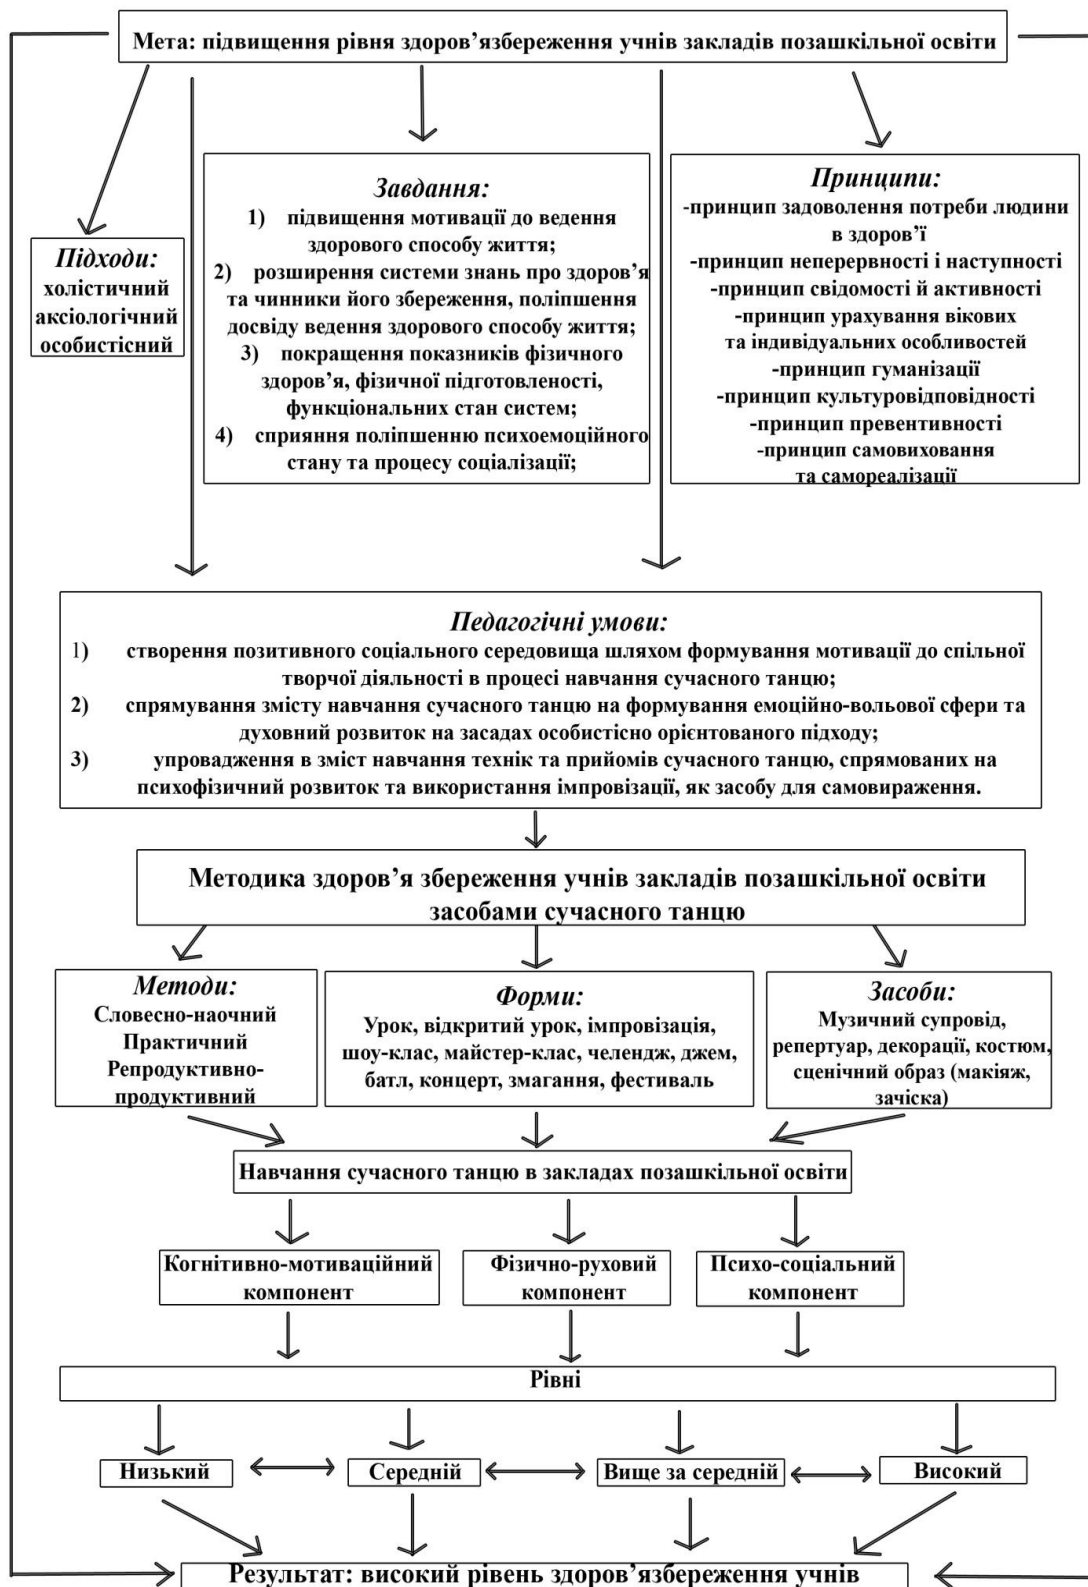 Мета: підвищення рівня здоров’язбереження учнів закладів позашкільної освіти
Підходи:
холістичний
аксіологічний
особистісний
Завдання:
1) підвищення мотивації до ведення
здорового способу життя;
2) розширення системи знань про здоров’я
та чинники його збереження, поліпшення
досвіду ведення здорового способу життя;
3) покращення показників фізичного
здоров’я, фізичної підготовленості,
функціональних стан систем;
4) сприяння поліпшенню психоемоційного
стану та процесу соціалізації;
Принципи:
-принцип задоволення потреби людини
в здоров’ї
-принцип неперервності і наступності
-принцип свідомості й активності
-принцип урахування вікових
та індивідуальних особливостей
-принцип гуманізації
-принцип культуровідповідності
-принцип превентивності
-принцип самовиховання
та самореалізації
Педагогічні умови:
1) створення позитивного соціального середовища шляхом формування мотивації до спільної
творчої діяльності в процесі навчання сучасного танцю;
2) спрямування змісту навчання сучасного танцю на формування емоційно-вольової сфери та
духовний розвиток на засадах особистісно орієнтованого підходу;
3) упровадження в зміст навчання технік та прийомів сучасного танцю, спрямованих на
психофізичний розвиток та використання імпровізації, як засобу для самовираження.
Методика здоров’я збереження учнів закладів позашкільної освіти
засобами сучасного танцю
Методи:
Словесно-наочний
Практичний
Репродуктивно-
продуктивний
Форми:
Урок, відкритий урок, імпровізація,
шоу-клас, майстер-клас, челендж, джем,
батл, концерт, змагання, фестиваль
Засоби:
Музичний супровід,
репертуар, декорації, костюм,
сценічний образ (макіяж,
зачіска)
Навчання сучасного танцю в закладах позашкільної освіти
Когнітивно-мотиваційний
компонент
Фізично-руховий
компонент
Психо-соціальний
компонент
Рівні
Низький
Середній
Вище за середній
Високий
Результат: високий рівень здоров’язбереження учнів